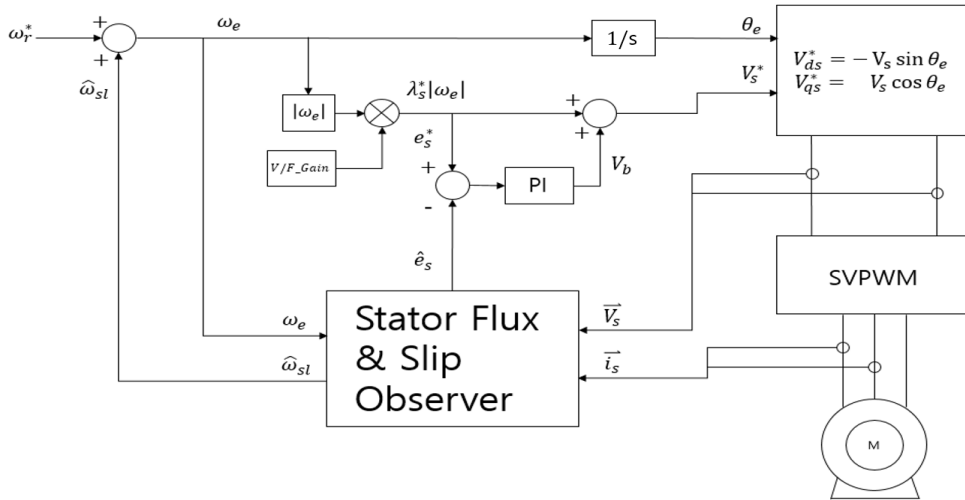 ω_r^*
+
+
ω̂_sl
ω_e
1/s
θ_e
V_s^*
V_ds^* = − V_s sin θ_e
V_qs^* = V_s cos θ_e
|ω_e|
λ_s^*|ω_e|
e_s^*
V/F_Gain
+
-
PI
+
+
V_b
ê_s
SVPWM
ω_e
ω̂_sl
Stator Flux
& Slip
Observer
V⃗_s
i⃗_s
M